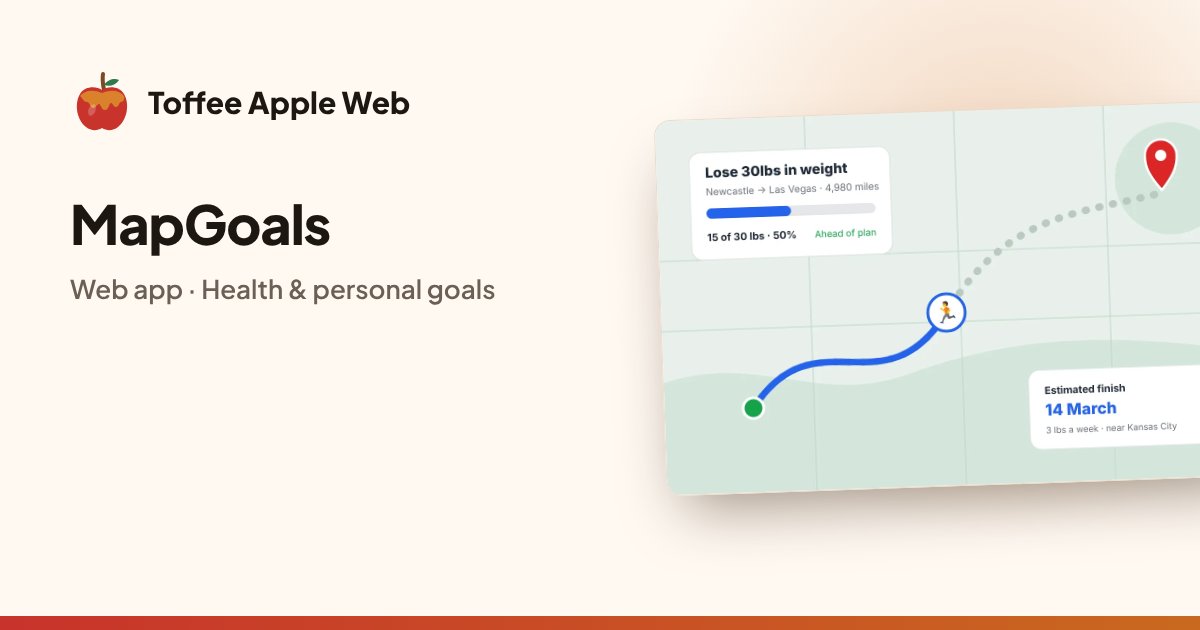 Toffee Apple Web
MapGoals
Web app · Health & personal goals
Lose 30lbs in weight
Newcastle → Las Vegas · 4,980 miles
15 of 30 lbs · 50% Ahead of plan
Estimated finish
14 March
3 lbs a week · near Kansas City